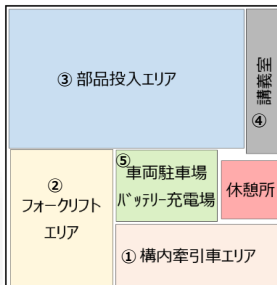 ③ 部品投入エリア
講義室
④
②
フォークリフト
エリア
⑤
車両駐車場
バッテリー充電場
休憩所
① 構内牽引車エリア